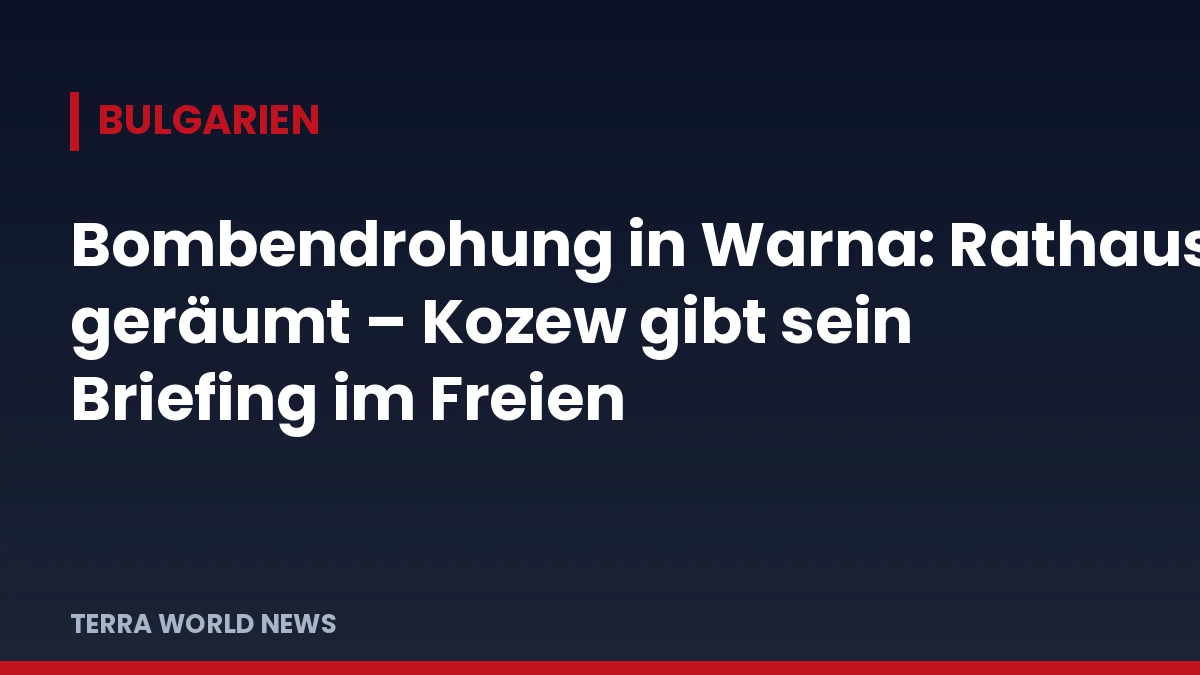 BULGARIEN
Bombendrohung in Warna: Rathaus
geräumt – Kozew gibt sein
Briefing im Freien
TERRA WORLD NEWS